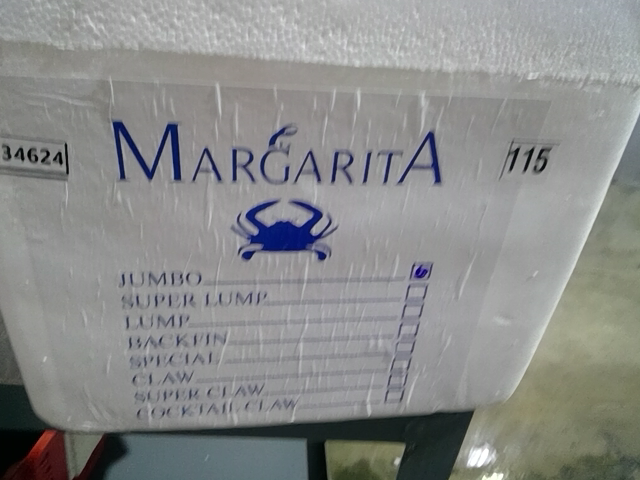 34624
MARGARITA
115
JUMBO
SUPER LUMP
LUMP
BACKFIN
SPECIAL
CLAW
SUPER CLAW
COCKTAIL CLAW